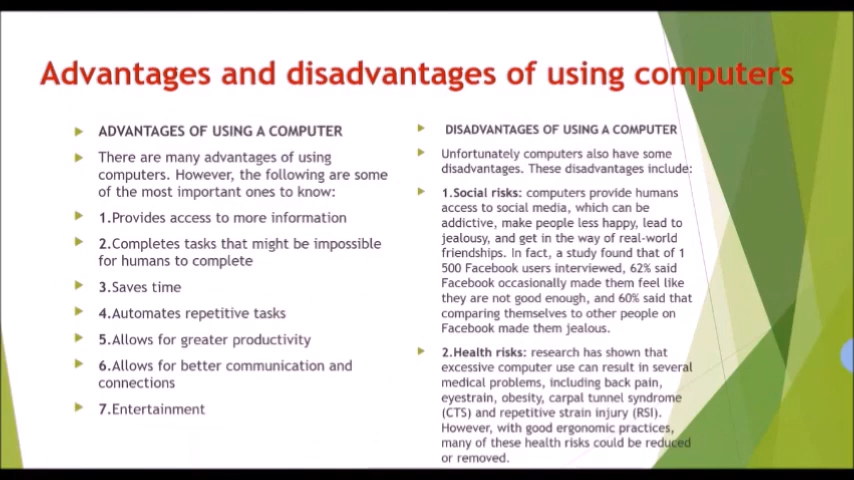 Advantages and disadvantages of using computers
ADVANTAGES OF USING A COMPUTER
There are many advantages of using
computers. However, the following are some
of the most important ones to know:
1.Provides access to more information
2.Completes tasks that might be impossible
for humans to complete
3.Saves time
4.Automates repetitive tasks
5.Allows for greater productivity
6.Allows for better communication and
connections
7.Entertainment
DISADVANTAGES OF USING A COMPUTER
Unfortunately computers also have some
disadvantages. These disadvantages include:
1.Social risks: computers provide humans
access to social media, which can be
addictive, make people less happy, lead to
jealousy, and get in the way of real-world
friendships. In fact, a study found that of 1
500 Facebook users interviewed, 62% said
Facebook occasionally made them feel like
they are not good enough, and 60% said that
comparing themselves to other people on
Facebook made them jealous.
2.Health risks: research has shown that
excessive computer use can result in several
medical problems, including back pain,
eyestrain, obesity, carpal tunnel syndrome
(CTS) and repetitive strain injury (RSI).
However, with good ergonomic practices,
many of these health risks could be reduced
or removed.